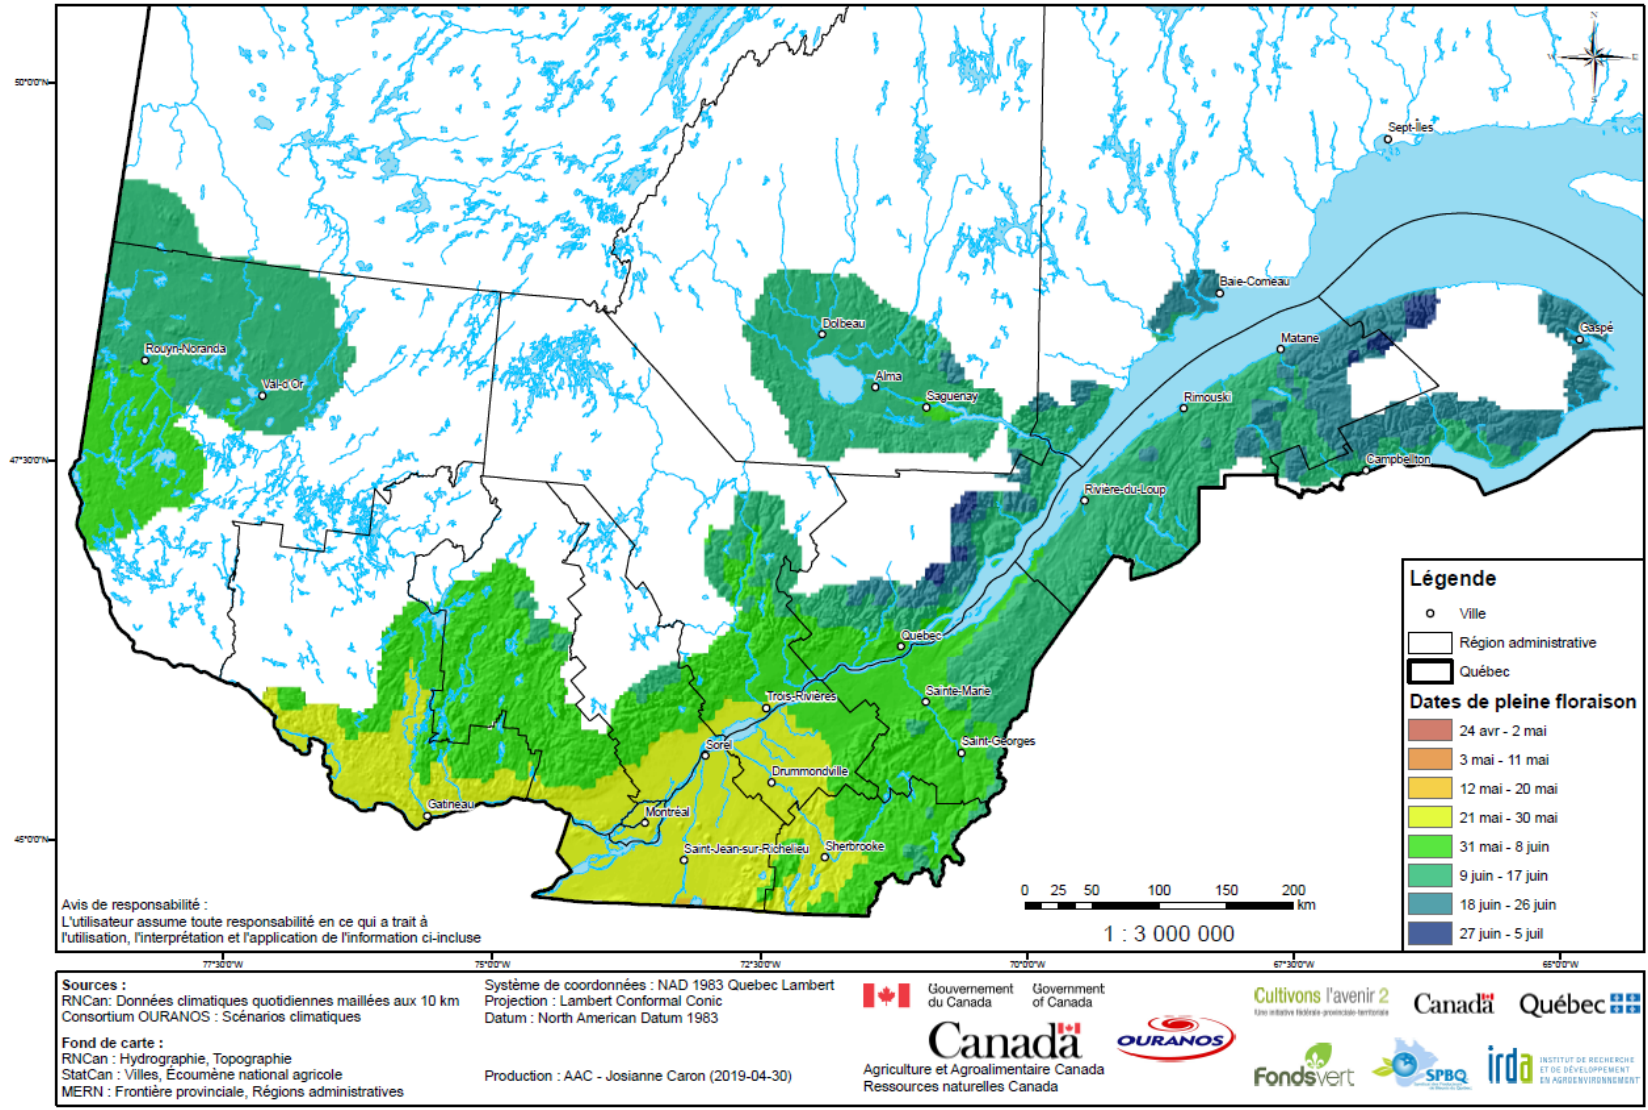 50°0'0"N
47°30'0"N
45°0'0"N
N
W
E
S
Sept-Îles
Baie-Comeau
Gaspé
Matane
Dolbeau
Rouyn-Noranda
Alma
Val-d'Or
Saguenay
Rimouski
Campbellton
Rivière-du-Loup
Québec
Trois-Rivières
Sainte-Marie
Sorel
Saint-Georges
Drummondville
Gatineau
Montréal
Saint-Jean-sur-Richelieu
Sherbrooke
Légende
Ville
Région administrative
Québec
Dates de pleine floraison
24 avr - 2 mai
3 mai - 11 mai
12 mai - 20 mai
21 mai - 30 mai
31 mai - 8 juin
9 juin - 17 juin
18 juin - 26 juin
27 juin - 5 juil
Avis de responsabilité :
L'utilisateur assume toute responsabilité en ce qui a trait à
l'utilisation, l'interprétation et l'application de l'information ci-incluse
0 25 50 100 150 200
km
1 : 3 000 000
77°30'0"W 75°0'0"W 72°30'0"W 70°0'0"W 67°30'0"W 65°0'0"W
Sources :
RNCan: Données climatiques quotidiennes maillées aux 10 km
Consortium OURANOS : Scénarios climatiques
Fond de carte :
RNCan : Hydrographie, Topographie
StatCan : Villes, Écoumène national agricole
MERN : Frontière provinciale, Régions administratives
Système de coordonnées : NAD 1983 Quebec Lambert
Projection : Lambert Conformal Conic
Datum : North American Datum 1983
Production : AAC - Josianne Caron (2019-04-30)
Gouvernement du Canada
Government of Canada
Canada
Agriculture et Agroalimentaire Canada
Ressources naturelles Canada
OURANOS
Cultivons l'avenir 2
Une initiative fédérale-provinciale-territoriale
Canada
Québec
Fondsvert
SPBQ
irda
INSTITUT DE RECHERCHE
ET DE DÉVELOPPEMENT
EN AGROENVIRONNEMENT